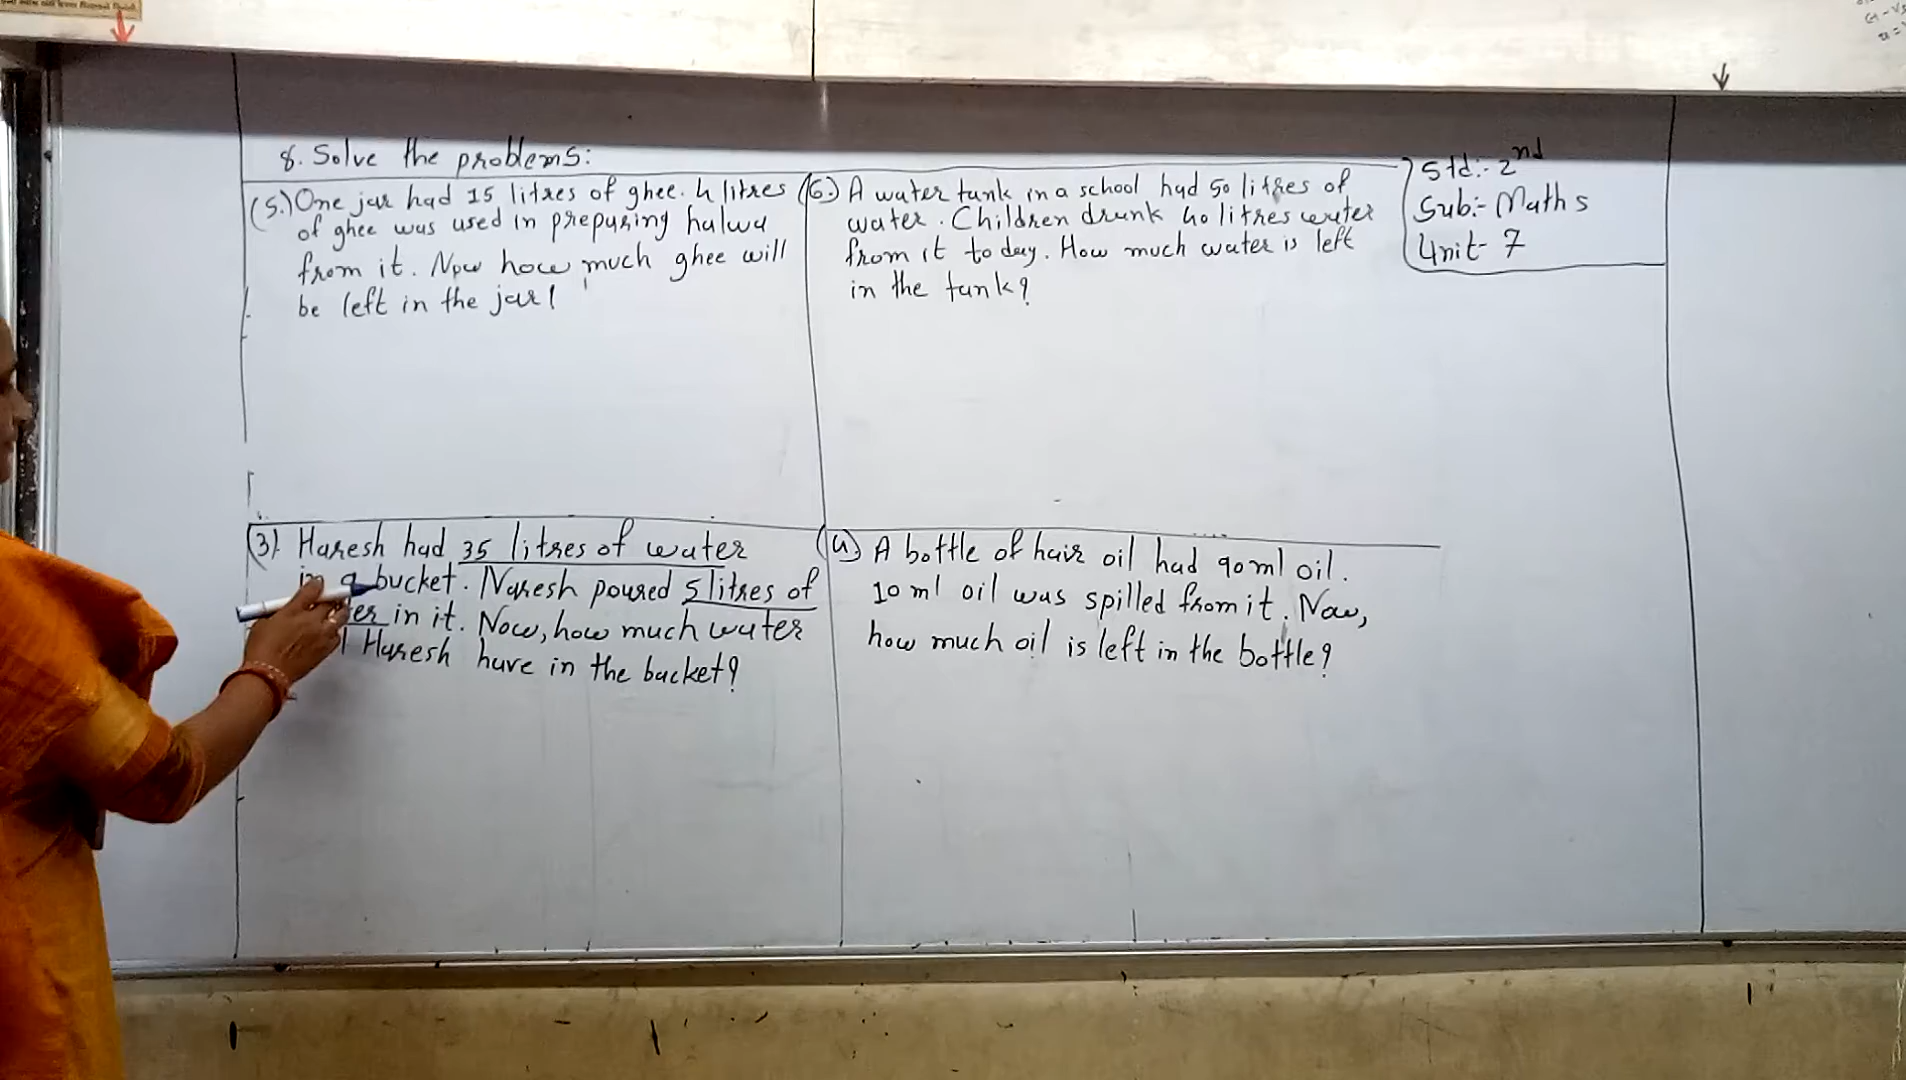 8. Solve the problems:
(5.) One jar had 15 litres of ghee. 4 litres
of ghee was used in preparing halwa
from it. Now how much ghee will
be left in the jar!
(6.) A water tank in a school had 50 litres of
water. Children drank 40 litres water
from it to day. How much water is left
in the tank?
Std:- 2nd
Sub:- Maths
Unit- 7
(3). Haresh had 35 litres of water
in a bucket. Naresh poured 5 litres of
in it. Now, how much water
Haresh have in the bucket?
(4) A bottle of hair oil had 90 ml oil.
10 ml oil was spilled from it. Now,
how much oil is left in the bottle?